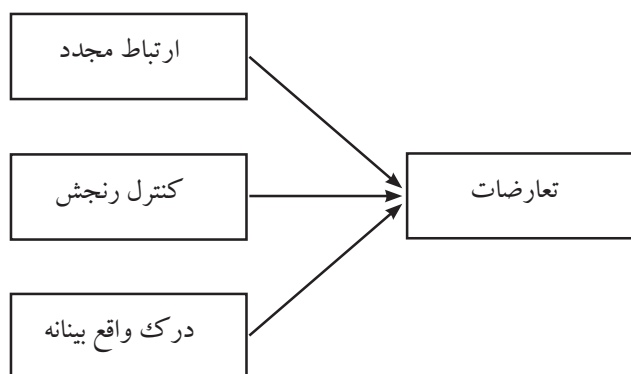 ارتباط مجدد
کنترل رنجش
تعارضات
درک واقع بینانه